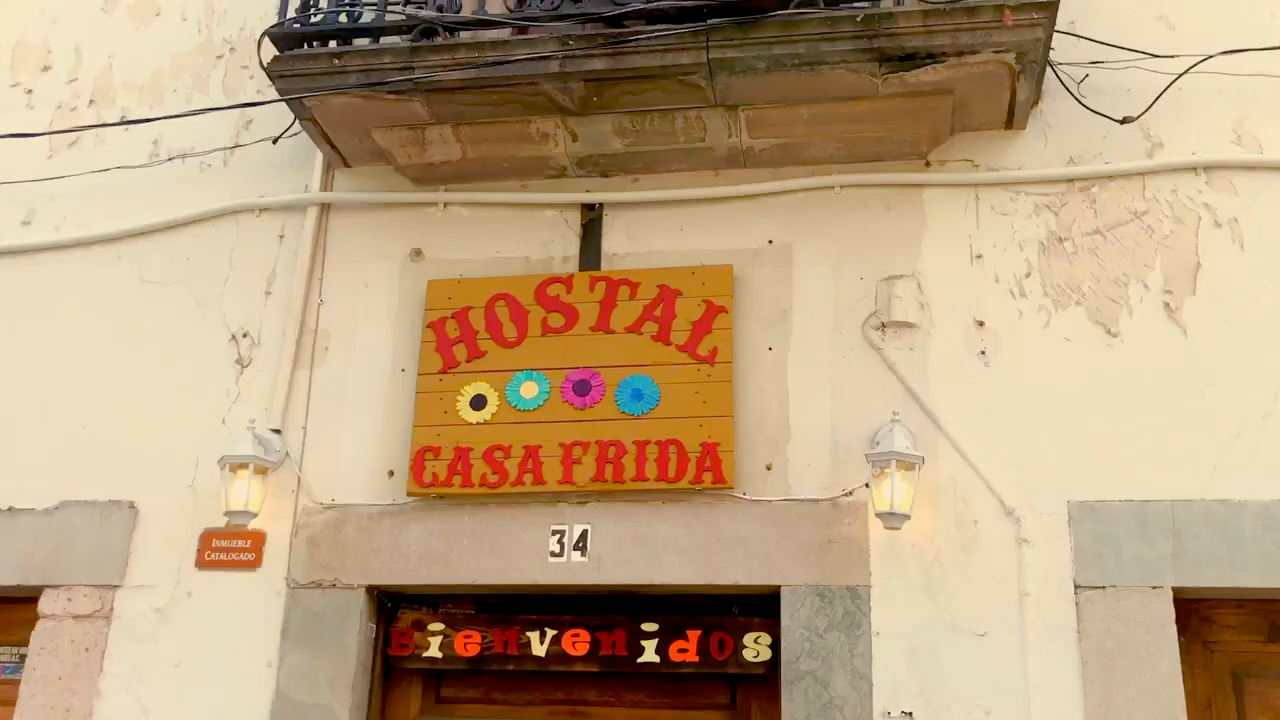 HOSTAL
CASA FRIDA
34
INMUEBLE
CATALOGADO
Bienvenidos